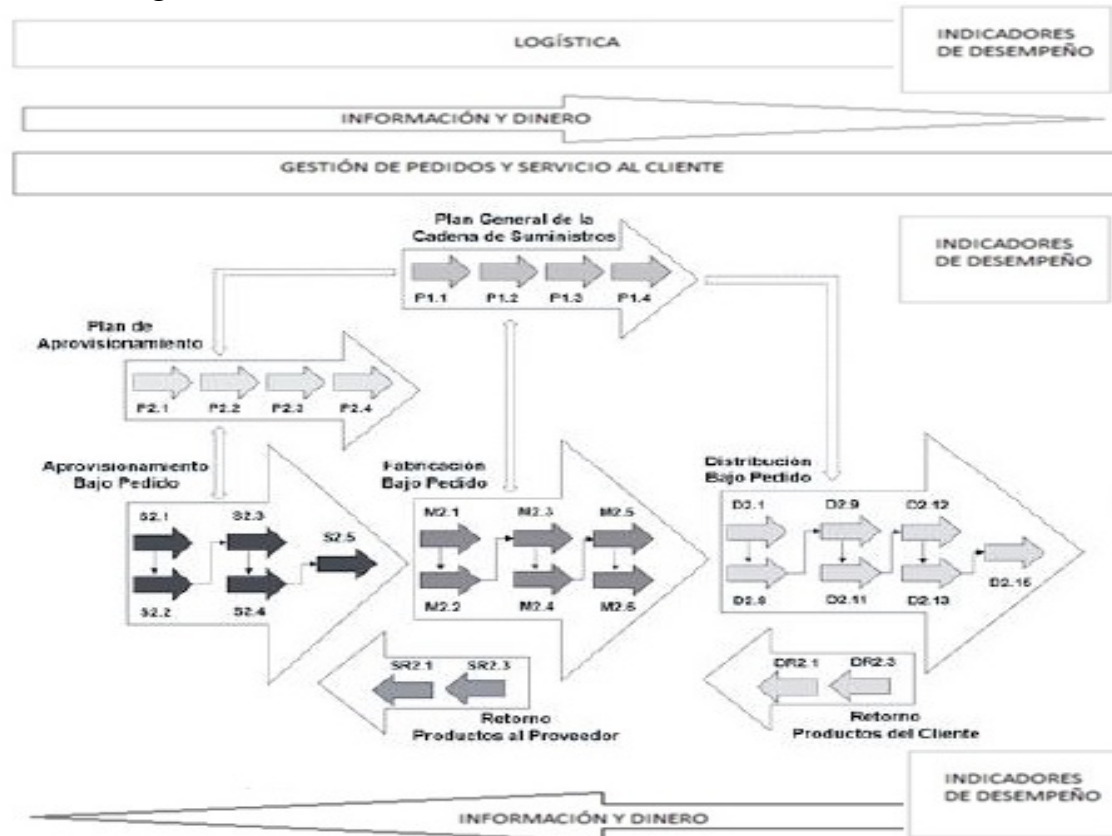 LOGÍSTICA
INDICADORES
DE DESEMPEÑO
INFORMACIÓN Y DINERO
GESTIÓN DE PEDIDOS Y SERVICIO AL CLIENTE
Plan General de la
Cadena de Suministros
INDICADORES
DE DESEMPEÑO
P1.1 P1.2 P1.3 P1.4
Plan de
Aprovisionamiento
P2.1 P2.2 P2.3 P2.4
Aprovisionamiento
Bajo Pedido
S2.1 S2.3 S2.5
S2.2 S2.4
Fabricación
Bajo Pedido
M2.1 M2.3 M2.5
M2.2 M2.4 M2.6
Distribución
Bajo Pedido
D2.1 D2.9 D2.12
D2.8 D2.11 D2.13 D2.15
SR2.1 SR2.3
Retorno
Productos al Proveedor
DR2.1 DR2.3
Retorno
Productos del Cliente
INDICADORES
DE DESEMPEÑO
INFORMACIÓN Y DINERO